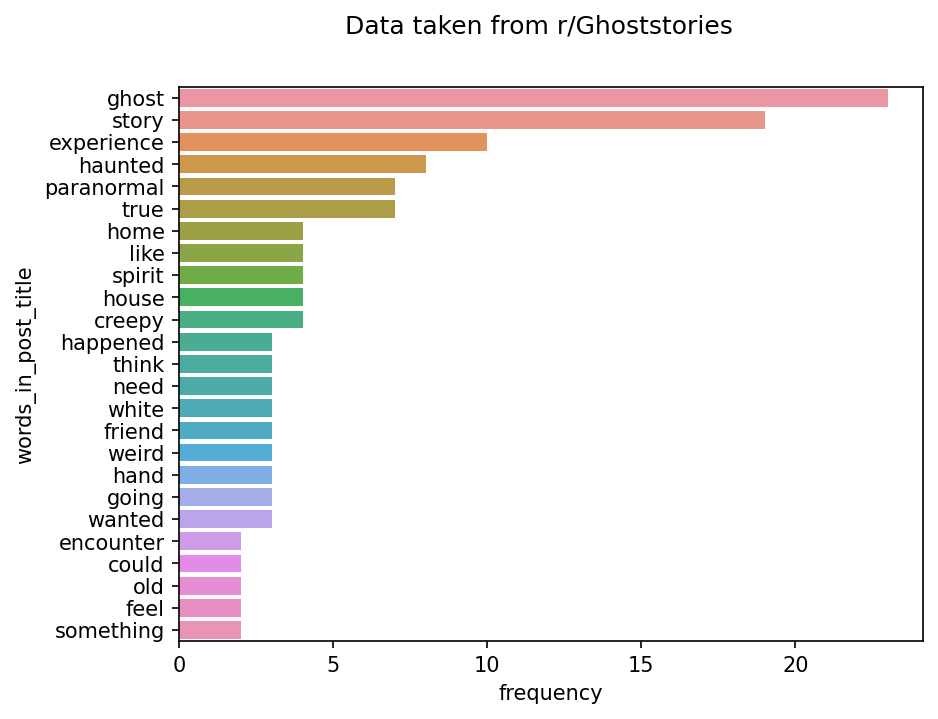 Data taken from r/Ghoststories
words_in_post_title
ghost
story
experience
haunted
paranormal
true
home
like
spirit
house
creepy
happened
think
need
white
friend
weird
hand
going
wanted
encounter
could
old
feel
something
0 5 10 15 20
frequency